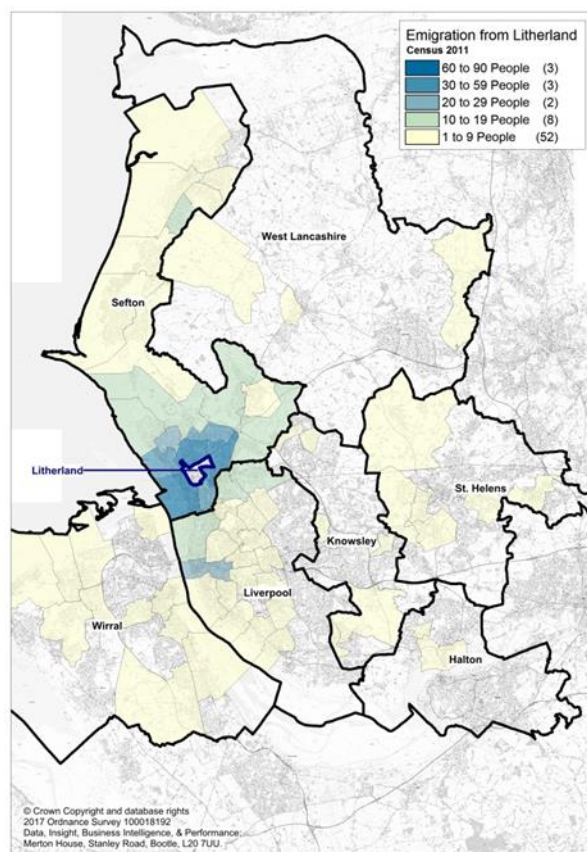 Emigration from Litherland
Census 2011
60 to 90 People (3)
30 to 59 People (3)
20 to 29 People (2)
10 to 19 People (8)
1 to 9 People (52)
West Lancashire
Sefton
Litherland
St. Helens
Knowsley
Liverpool
Wirral
Halton
© Crown Copyright and database rights
2017 Ordnance Survey 100018192
Data, Insight, Business Intelligence, & Performance;
Merton House, Stanley Road, Bootle, L20 7UU.